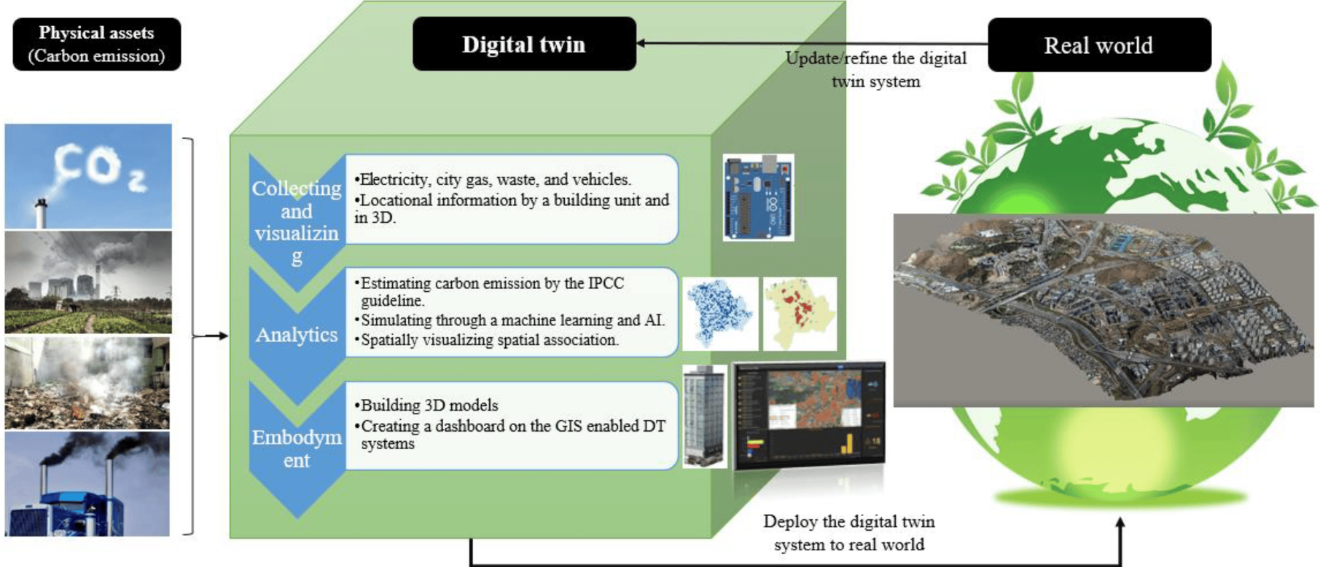 Physical assets
(Carbon emission)
Digital twin
Real world
Update/refine the digital
twin system
CO2
Collecting
and
visualizin
g
•Electricity, city gas, waste, and vehicles.
•Locational information by a building unit and
in 3D.
Analytics
•Estimating carbon emission by the IPCC
guideline.
•Simulating through a machine learning and AI.
•Spatially visualizing spatial association.
Embodym
ent
•Building 3D models
•Creating a dashboard on the GIS enabled DT
systems
Deploy the digital twin
system to real world